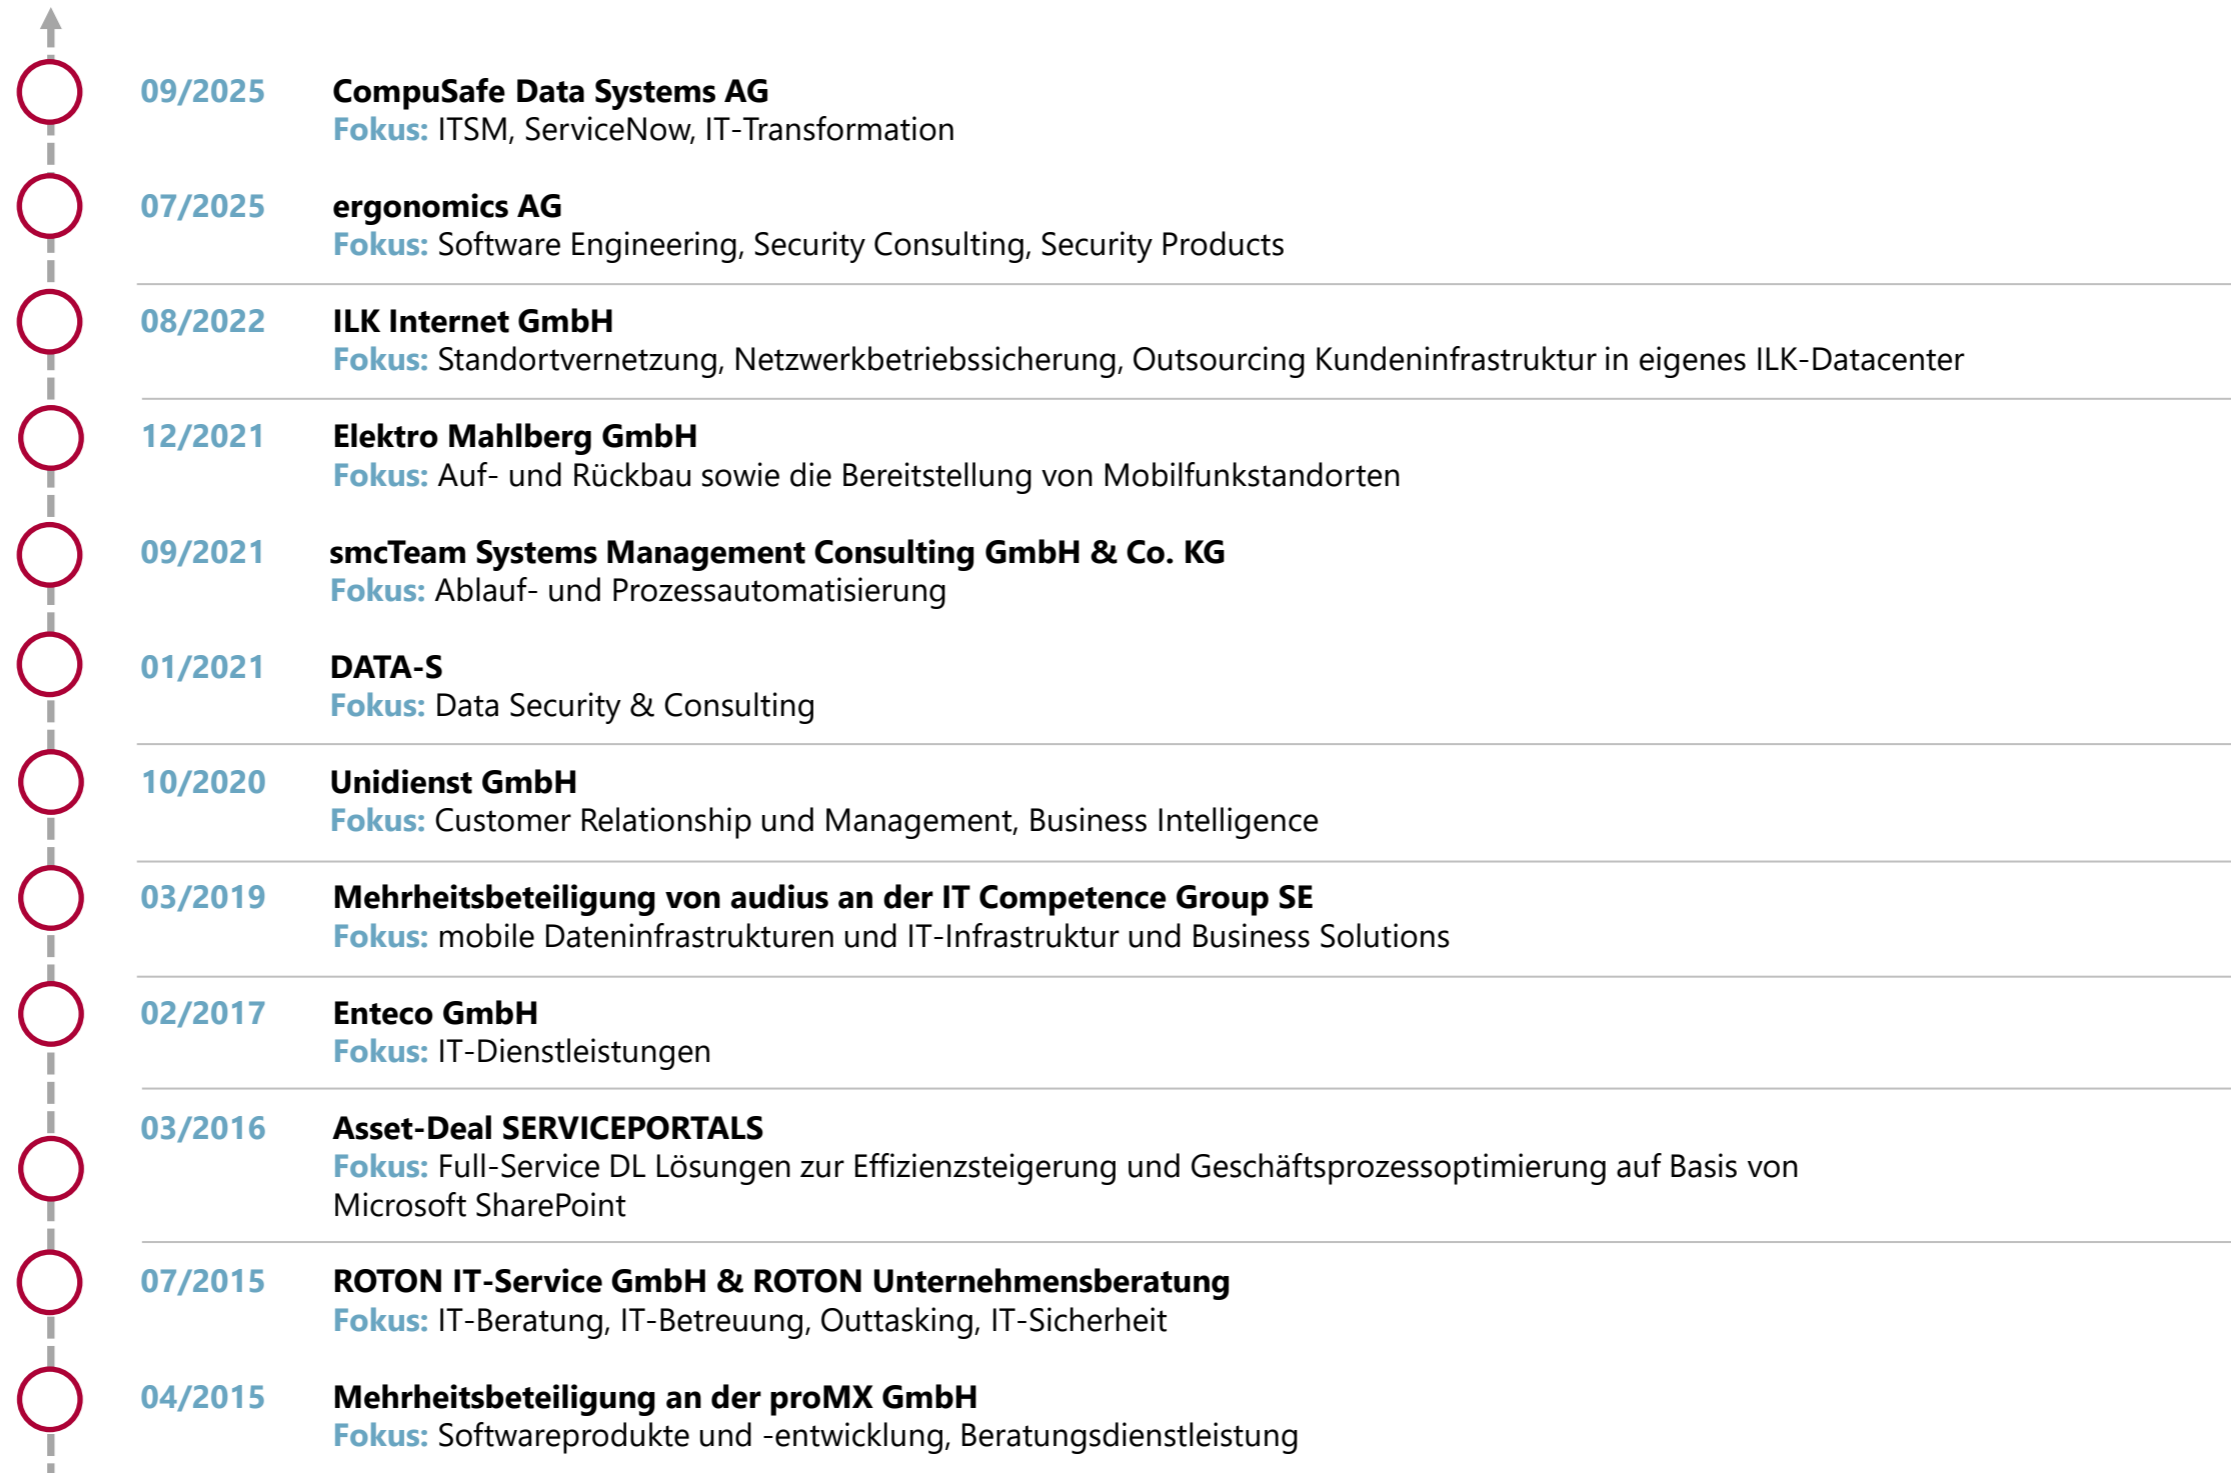 09/2025 CompuSafe Data Systems AG
Fokus: ITSM, ServiceNow, IT-Transformation
07/2025 ergonomics AG
Fokus: Software Engineering, Security Consulting, Security Products
08/2022 ILK Internet GmbH
Fokus: Standortvernetzung, Netzwerkbetriebssicherung, Outsourcing Kundeninfrastruktur in eigenes ILK-Datacenter
12/2021 Elektro Mahlberg GmbH
Fokus: Auf- und Rückbau sowie die Bereitstellung von Mobilfunkstandorten
09/2021 smcTeam Systems Management Consulting GmbH & Co. KG
Fokus: Ablauf- und Prozessautomatisierung
01/2021 DATA-S
Fokus: Data Security & Consulting
10/2020 Unidienst GmbH
Fokus: Customer Relationship und Management, Business Intelligence
03/2019 Mehrheitsbeteiligung von audius an der IT Competence Group SE
Fokus: mobile Dateninfrastrukturen und IT-Infrastruktur und Business Solutions
02/2017 Enteco GmbH
Fokus: IT-Dienstleistungen
03/2016 Asset-Deal SERVICEPORTALS
Fokus: Full-Service DL Lösungen zur Effizienzsteigerung und Geschäftsprozessoptimierung auf Basis von
Microsoft SharePoint
07/2015 ROTON IT-Service GmbH & ROTON Unternehmensberatung
Fokus: IT-Beratung, IT-Betreuung, Outtasking, IT-Sicherheit
04/2015 Mehrheitsbeteiligung an der proMX GmbH
Fokus: Softwareprodukte und -entwicklung, Beratungsdienstleistung